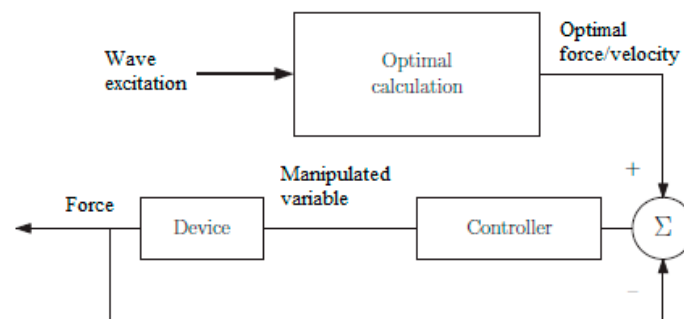 Optimal
force/velocity
Wave
excitation
Optimal
calculation
+
Manipulated
variable
Force
Device
Controller
Σ
−